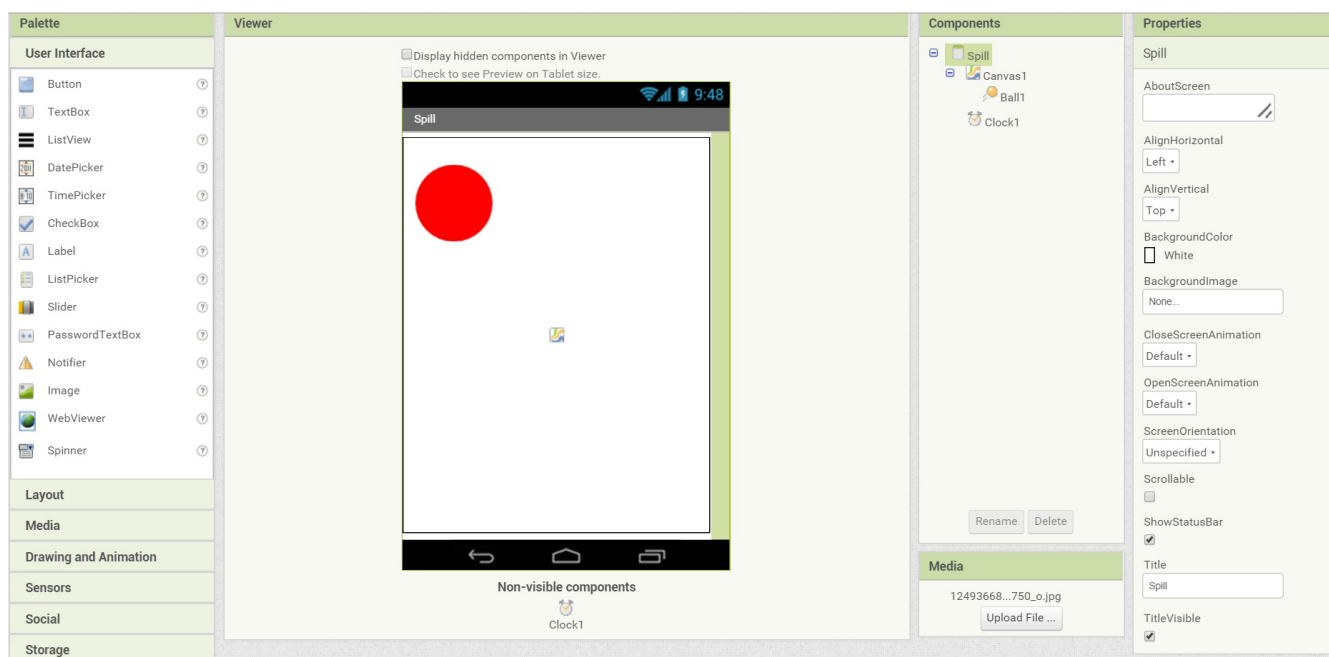 Palette
User Interface
Button
TextBox
ListView
DatePicker
TimePicker
CheckBox
Label
ListPicker
Slider
PasswordTextBox
Notifier
Image
WebViewer
Spinner
Layout
Media
Drawing and Animation
Sensors
Social
Storage
Viewer
Display hidden components in Viewer
Check to see Preview on Tablet size.
9:48
Spill
Non-visible components
Clock1
Components
Spill
Canvas1
Ball1
Clock1
Rename Delete
Media
12493668...750_o.jpg
Upload File ...
Properties
Spill
AboutScreen
AlignHorizontal
Left
AlignVertical
Top
BackgroundColor
White
BackgroundImage
None...
CloseScreenAnimation
Default
OpenScreenAnimation
Default
ScreenOrientation
Unspecified
Scrollable
ShowStatusBar
Title
Spill
TitleVisible